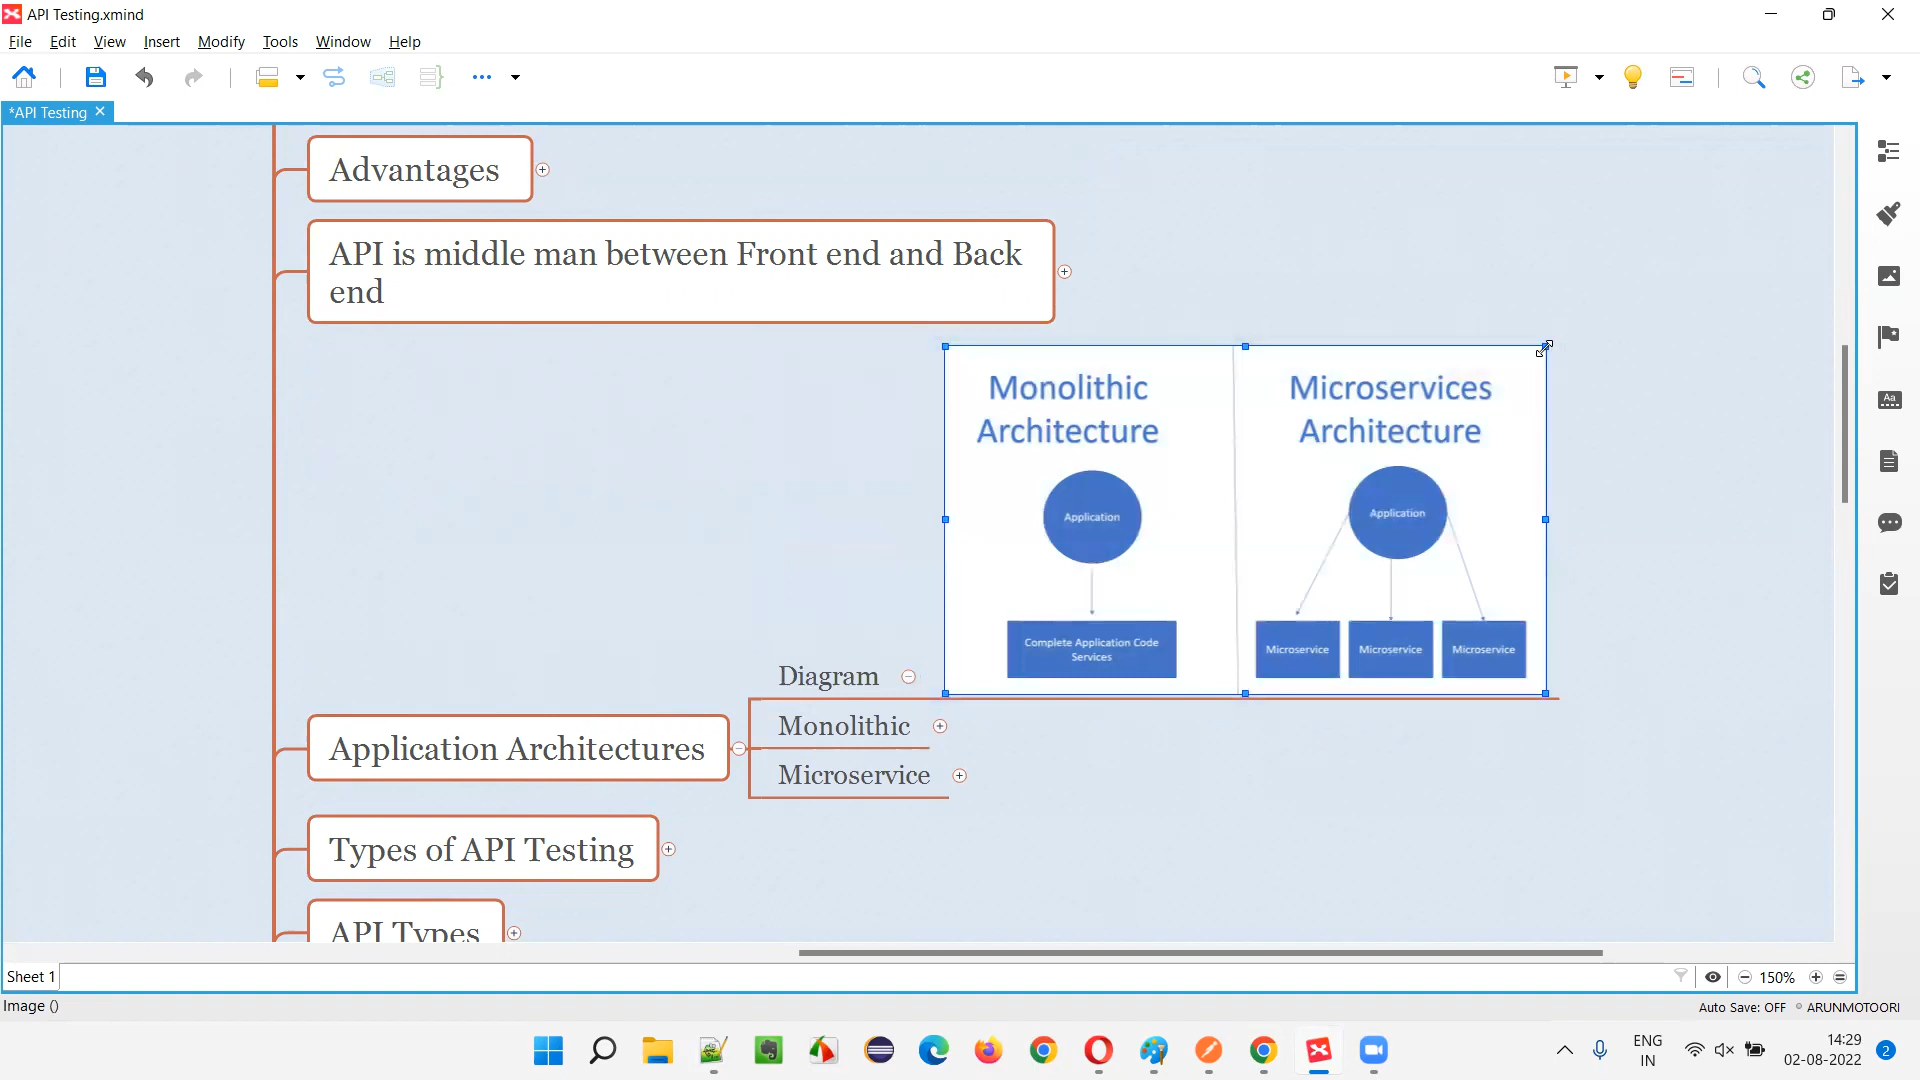 API Testing.xmind
File Edit View Insert Modify Tools Window Help
*API Testing
Advantages
API is middle man between Front end and Back
end
Monolithic
Architecture
Application
Complete Application Code
Services
Microservices
Architecture
Application
Microservice Microservice Microservice
Diagram
Monolithic
Microservice
Application Architectures
Types of API Testing
API Types
Aa
Sheet 1
150%
Image ()
Auto Save: OFF ARUNMOTOORI
ENG
IN
14:29
02-08-2022
2